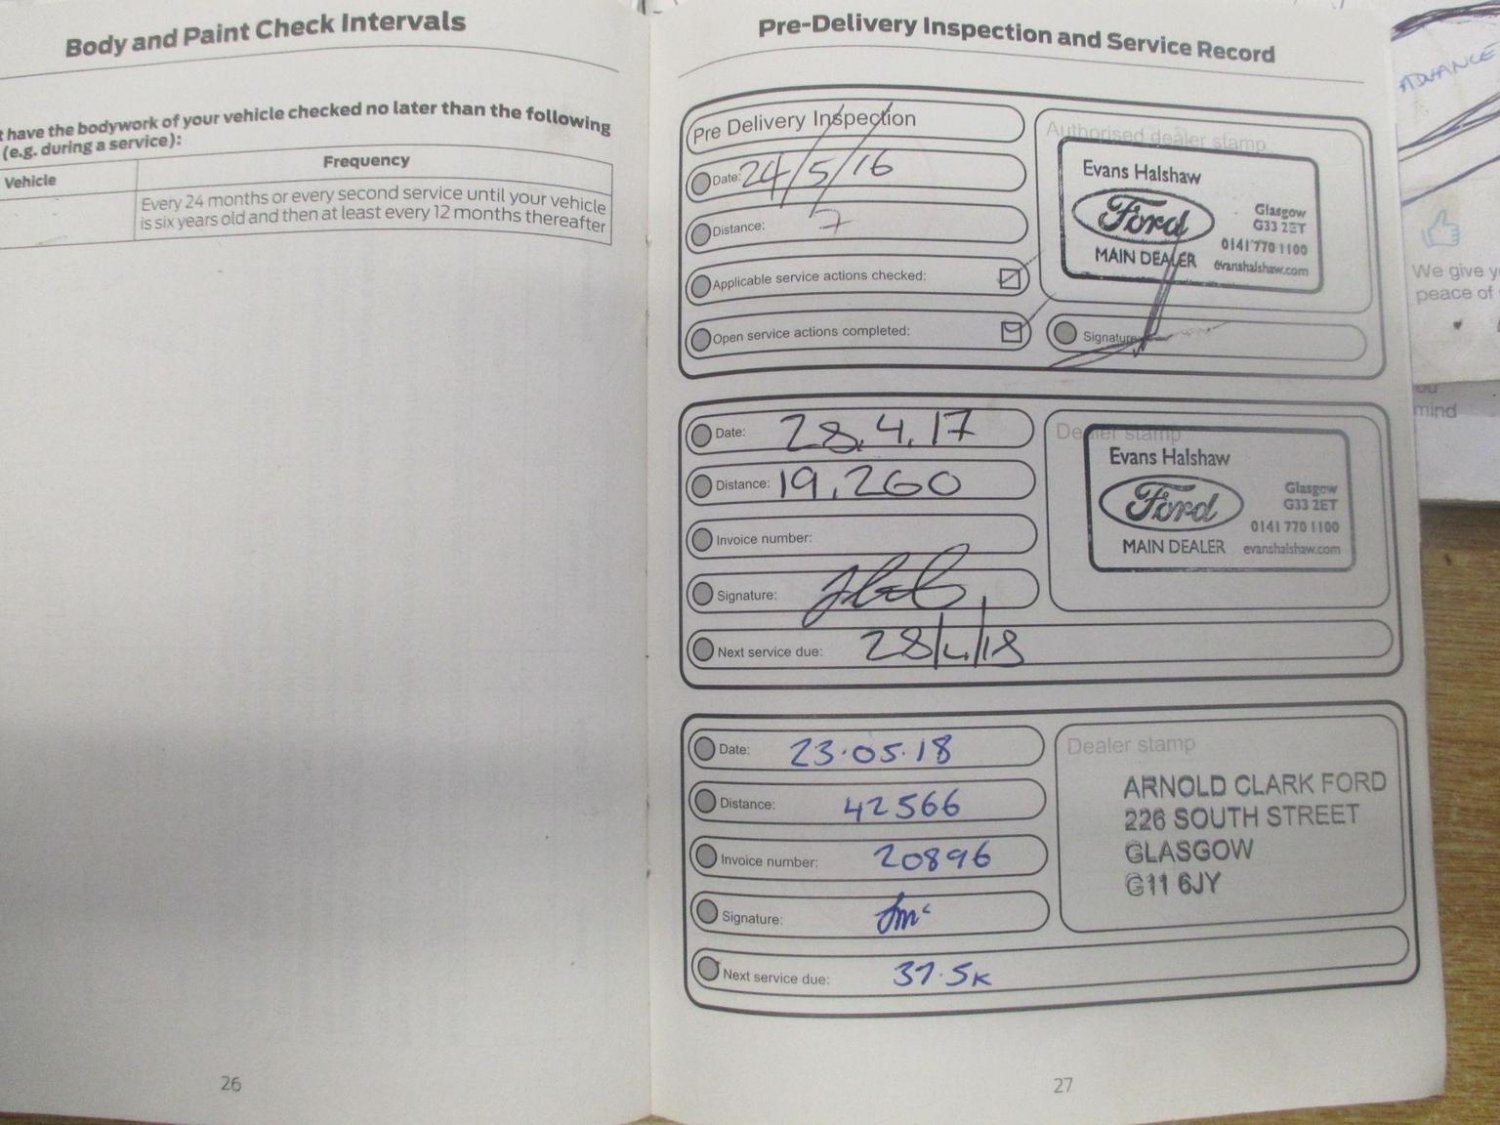 Body and Paint Check Intervals
t have the bodywork of your vehicle checked no later than the following
(e.g. during a service):
Vehicle
Frequency
Every 24 months or every second service until your vehicle
is six years old and then at least every 12 months thereafter
26
Pre-Delivery Inspection and Service Record
Pre Delivery Inspection
Date: 24/5/16
Distance: 7
Applicable service actions checked:
Open service actions completed:
Authorised dealer stamp
Evans Halshaw
Ford
MAIN DEALER
Glasgow
G33 2ET
0141 770 1100
evanshalshaw.com
Signature
Date: 28.4.17
Distance: 19,260
Invoice number:
Signature:
Next service due: 28/4/18
Dealer stamp
Evans Halshaw
Ford
MAIN DEALER
Glasgow
G33 2ET
0141 770 1100
evanshalshaw.com
Date: 23.05.18
Distance: 42566
Invoice number: 20896
Signature:
Next service due: 37.5K
Dealer stamp
ARNOLD CLARK FORD
226 SOUTH STREET
GLASGOW
G11 6JY
27
ADVANCE
We give y
peace of
mind